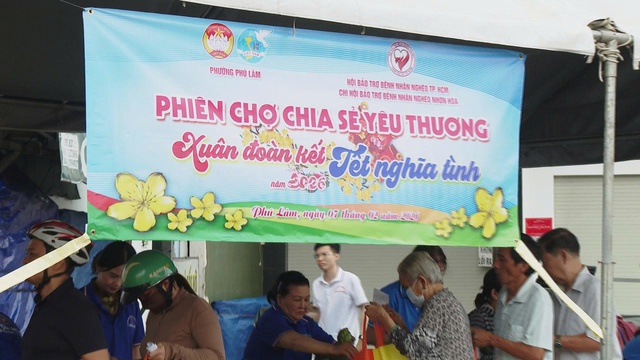 PHƯỜNG PHÚ LÂM
HỘI BẢO TRỢ BỆNH NHÂN NGHÈO TP. HCM
CHI HỘI BẢO TRỢ BỆNH NHÂN NGHÈO NHƠN HÒA
PHIÊN CHỢ CHIA SẺ YÊU THƯƠNG
Xuân đoàn kết Tết nghĩa tình
năm 2026
Phú Lâm, ngày 07 tháng 02 năm 2026